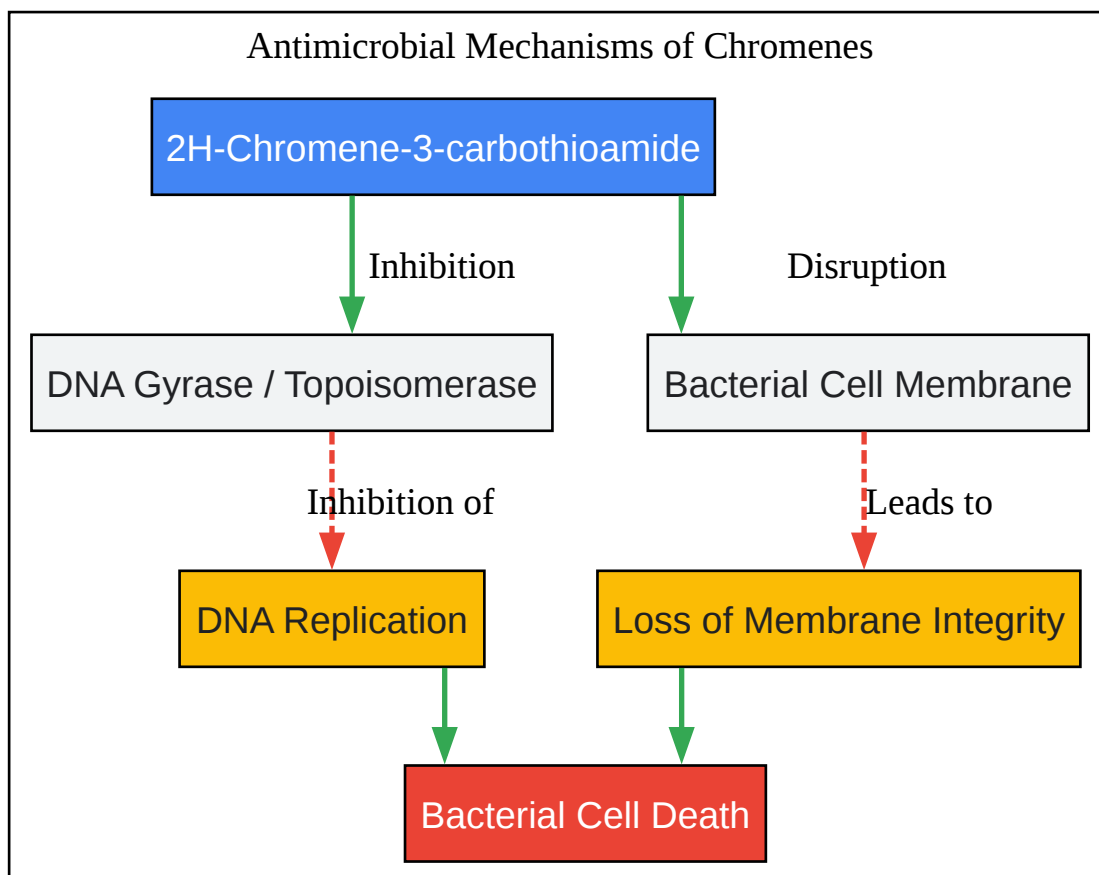 Antimicrobial Mechanisms of Chromenes
2H-Chromene-3-carbothioamide
Inhibition
Disruption
DNA Gyrase / Topoisomerase
Bacterial Cell Membrane
Inhibition of
Leads to
DNA Replication
Loss of Membrane Integrity
Bacterial Cell Death